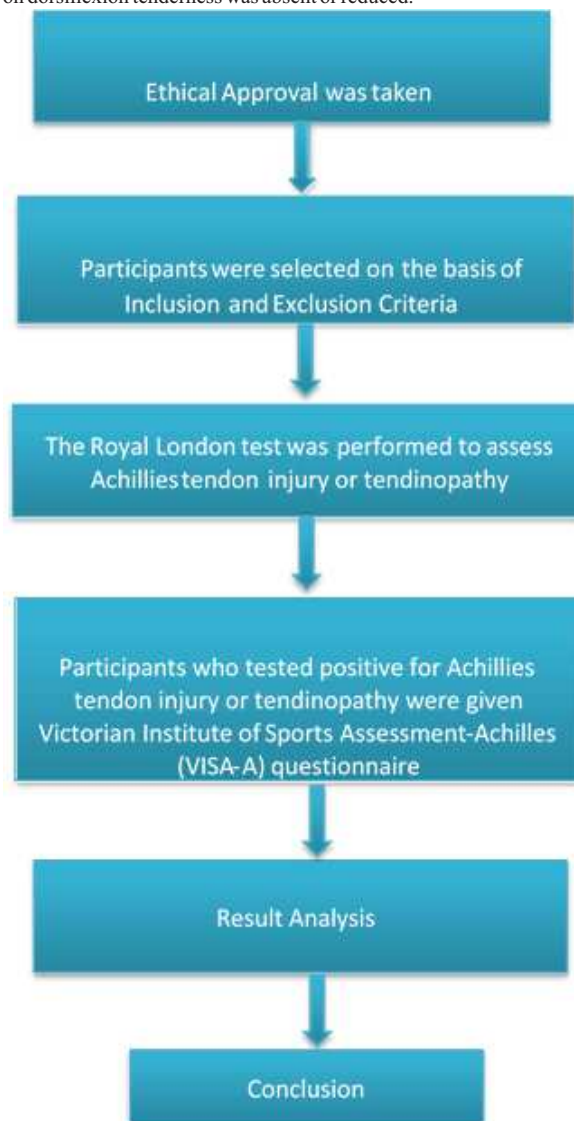 on dorsiflexion tenderness was absent or reduced.
Ethical Approval was taken
Participants were selected on the basis of
Inclusion and Exclusion Criteria
The Royal London test was performed to assess
Achillies tendon injury or tendinopathy
Participants who tested positive for Achillies
tendon injury or tendinopathy were given
Victorian Institute of Sports Assessment-Achilles
(VISA-A) questionnaire
Result Analysis
Conclusion